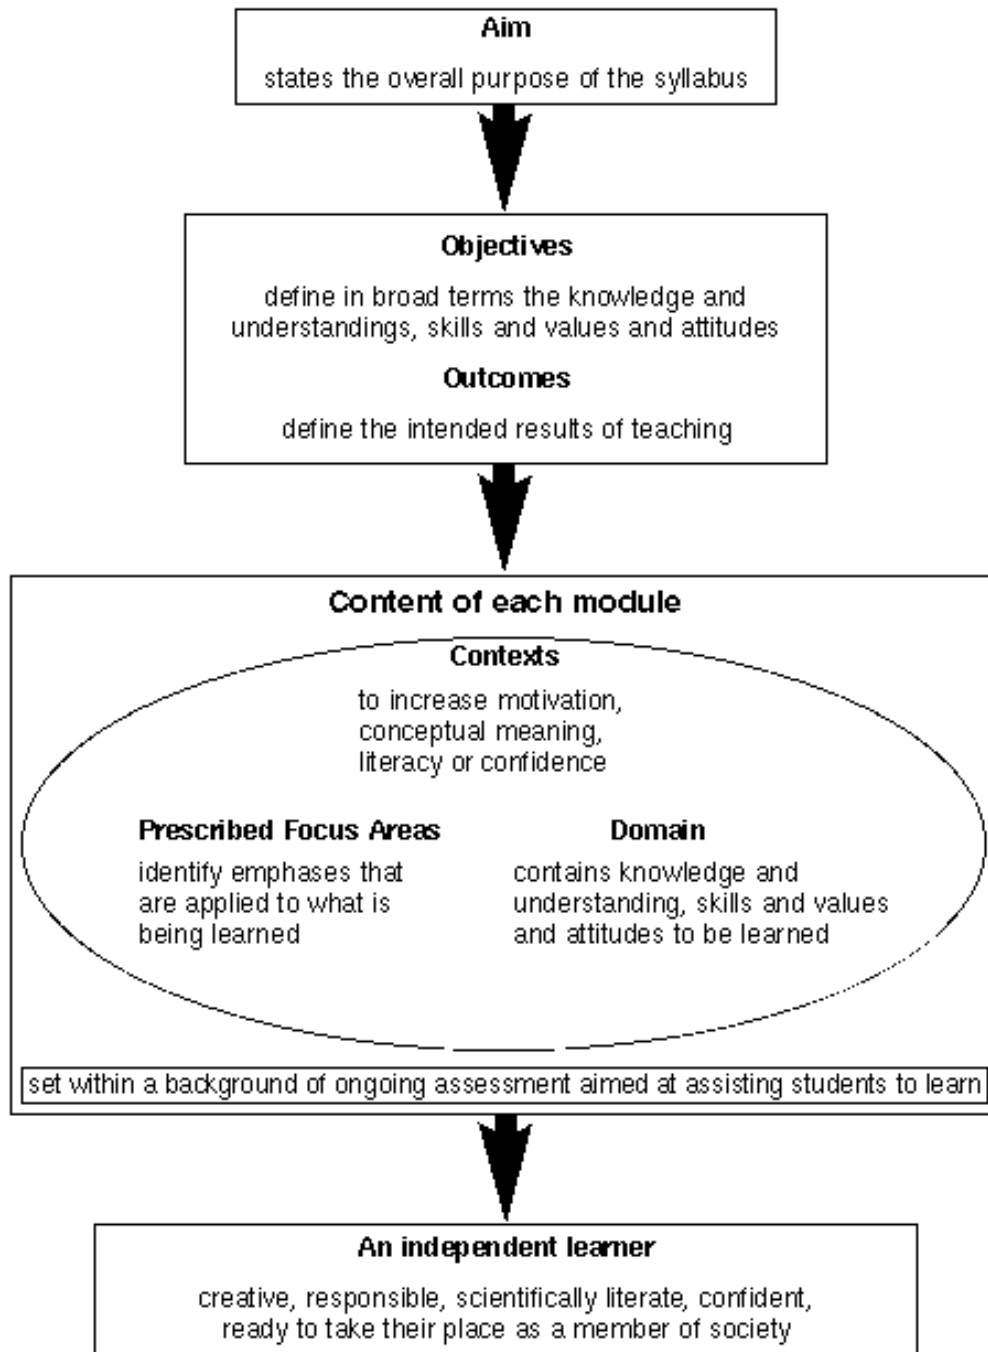 Aim
states the overall purpose of the syllabus
Objectives
define in broad terms the knowledge and
understandings, skills and values and attitudes
Outcomes
define the intended results of teaching
Content of each module
Contexts
to increase motivation,
conceptual meaning,
literacy or confidence
Prescribed Focus Areas
identify emphases that
are applied to what is
being learned
Domain
contains knowledge and
understanding, skills and values
and attitudes to be learned
set within a background of ongoing assessment aimed at assisting students to learn
An independent learner
creative, responsible, scientifically literate, confident,
ready to take their place as a member of society